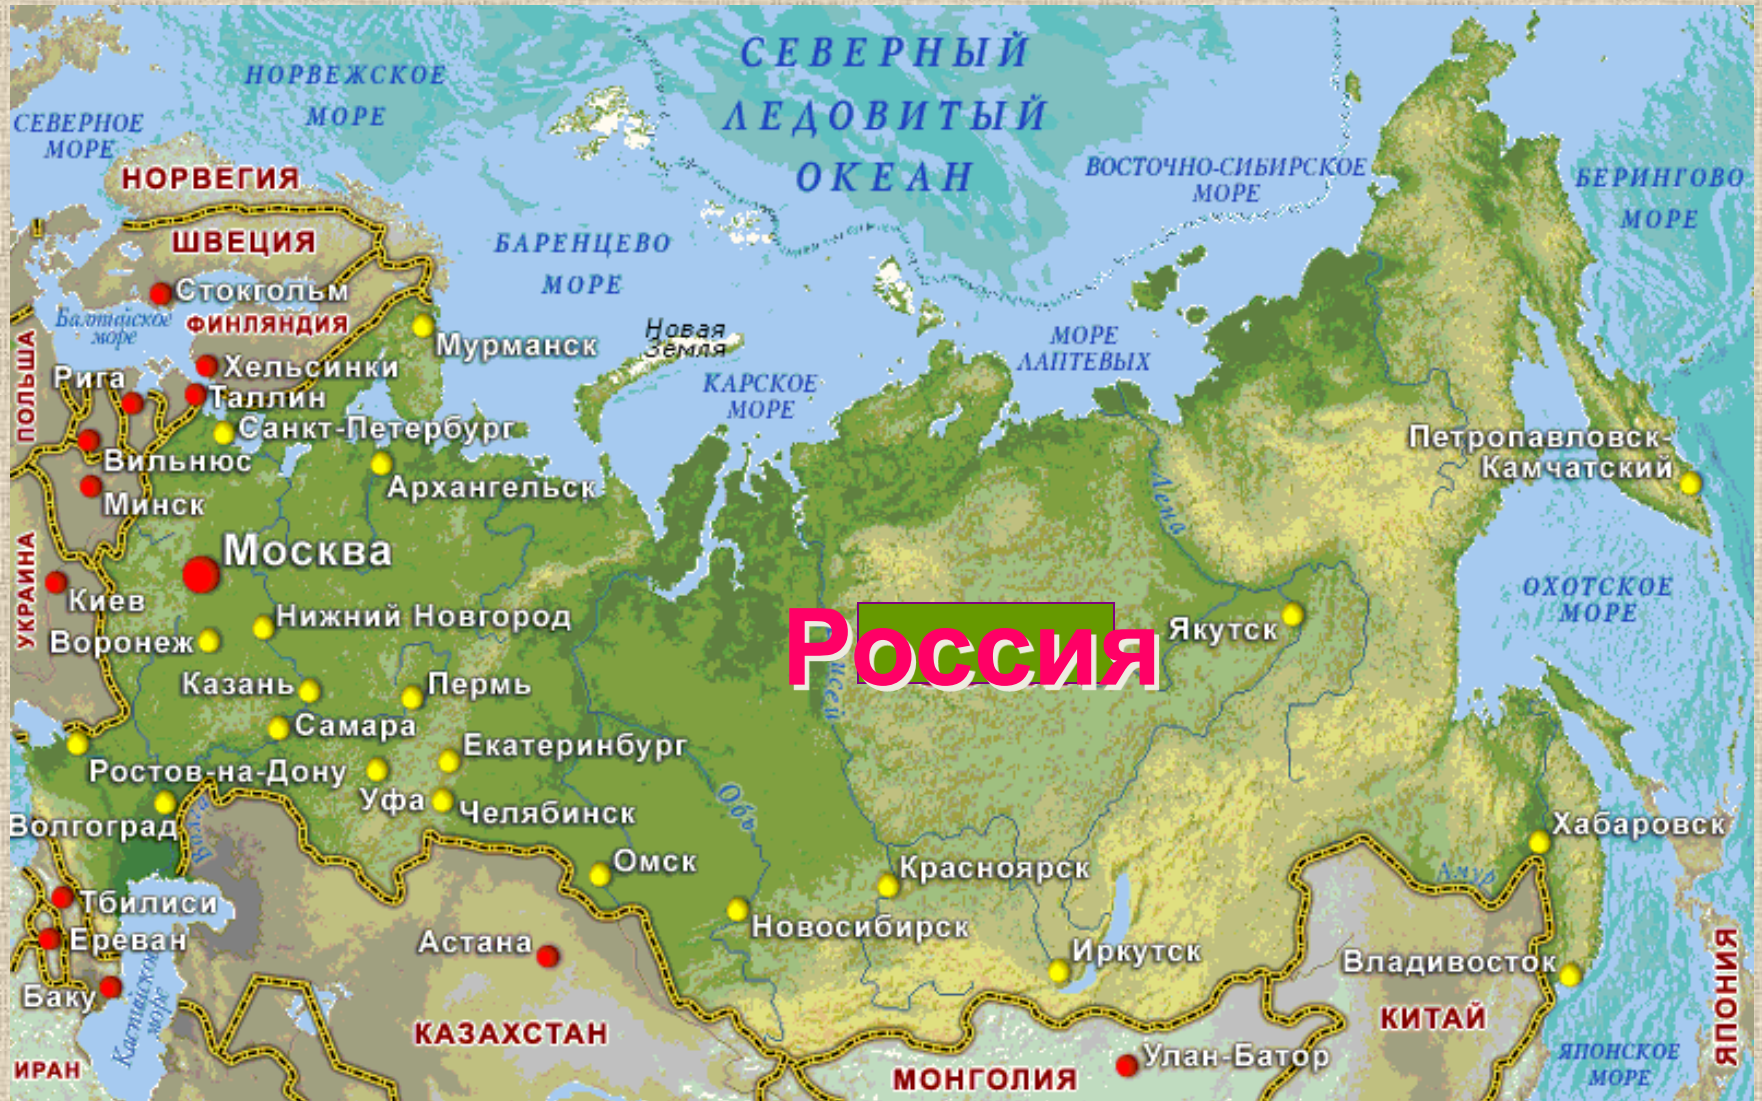 СЕВЕРНЫЙ
ЛЕДОВИТЫЙ
ОКЕАН
НОРВЕЖСКОЕ
МОРЕ
СЕВЕРНОЕ
МОРЕ
ВОСТОЧНО-СИБИРСКОЕ
МОРЕ
БЕРИНГОВО
МОРЕ
НОРВЕГИЯ
ШВЕЦИЯ
БАРЕНЦЕВО
МОРЕ
Стокгольм
Балтийское
море
ФИНЛЯНДИЯ
Мурманск
Новая
Земля
МОРЕ
ЛАПТЕВЫХ
ПОЛЬША
Хельсинки
Рига
Таллин
КАРСКОЕ
МОРЕ
Санкт-Петербург
Петропавловск-
Камчатский
Вильнюс
Архангельск
Минск
Лена
Москва
УКРАИНА
Киев
ОХОТСКОЕ
МОРЕ
Нижний Новгород
Воронеж
Россия
Якутск
Казань
Пермь
Самара
Екатеринбург
Ростов-на-Дону
Уфа
Челябинск
Обь
Волгоград
Волга
Хабаровск
Омск
Красноярск
Амур
Тбилиси
Новосибирск
Ереван
Астана
Иркутск
Владивосток
Баку
Каспийское
море
КАЗАХСТАН
КИТАЙ
ЯПОНИЯ
ИРАН
Улан-Батор
МОНГОЛИЯ
ЯПОНСКОЕ
МОРЕ